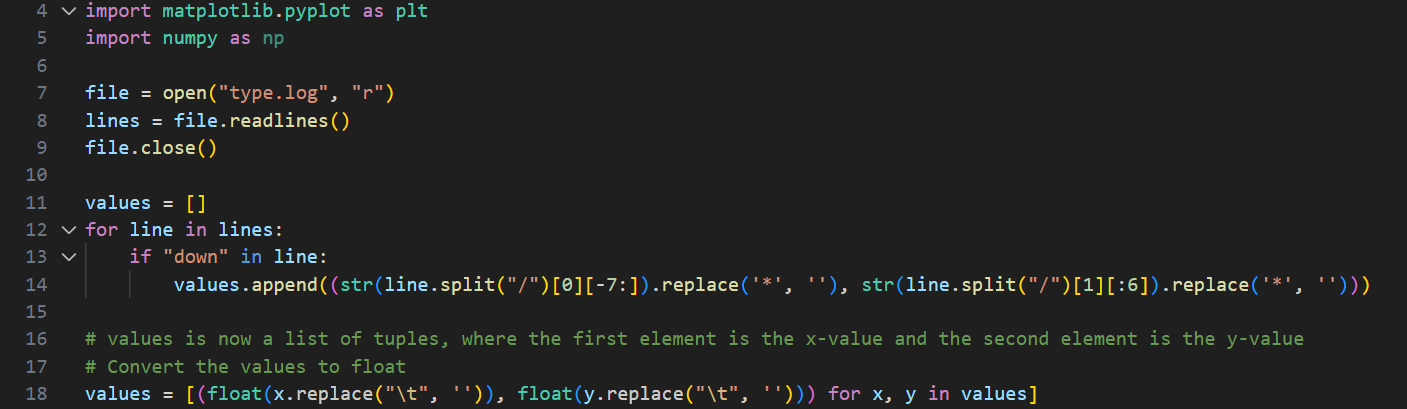 4 import matplotlib.pyplot as plt
5 import numpy as np
6
7 file = open("type.log", "r")
8 lines = file.readlines()
9 file.close()
10
11 values = []
12 for line in lines:
13     if "down" in line:
14         values.append((str(line.split("/")[0][-7:]).replace('*', ''), str(line.split("/")[1][:6]).replace('*', '')))
15
16 # values is now a list of tuples, where the first element is the x-value and the second element is the y-value
17 # Convert the values to float
18 values = [(float(x.replace("\t", '')), float(y.replace("\t", ''))) for x, y in values]